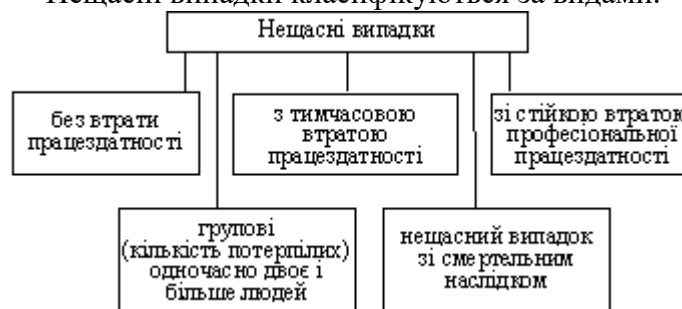 Нещасні випадки класифікуються за видами:
Нещасні випадки
без втрати
працездатності
з тимчасовою
втратою
працездатності
зі стійкою втратою
професіональної
працездатності
групові
(кількість потерпілих)
одночасно двоє і
більше людей
нещасний випадок
зі смертельним
наслідком